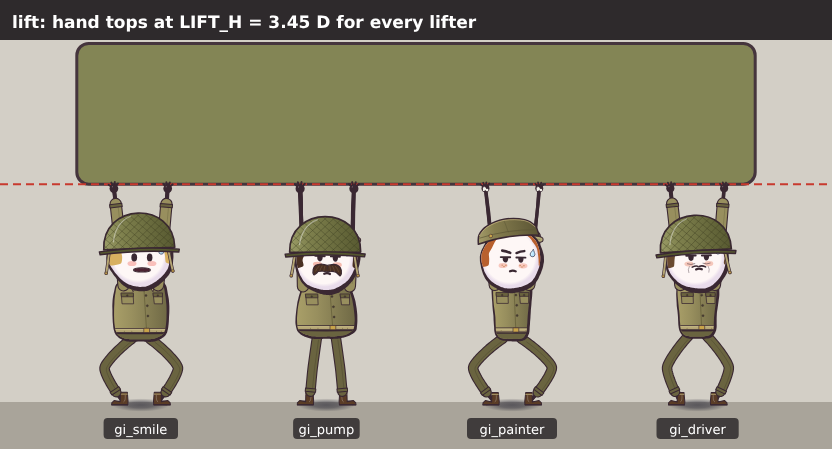 lift: hand tops at LIFT_H = 3.45 D for every lifter
gi_smile
gi_pump
gi_painter
gi_driver